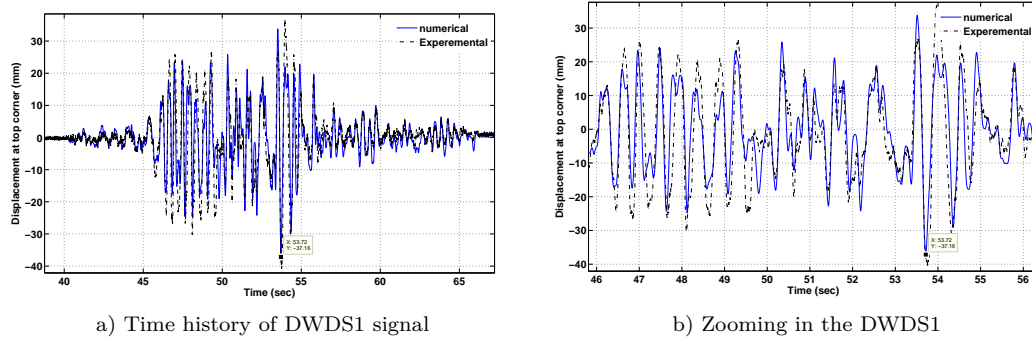 numerical
Experemental
Displacement at top corner (mm)
30
20
10
0
−10
−20
−30
−40
X: 53.72
Y: −37.16
40 45 50 55 60 65
Time (sec)
a) Time history of DWDS1 signal
numerical
Experemental
Displacement at top corner (mm)
30
20
10
0
−10
−20
−30
−40
X: 53.72
Y: −37.16
46 47 48 49 50 51 52 53 54 55 56
Time (sec)
b) Zooming in the DWDS1